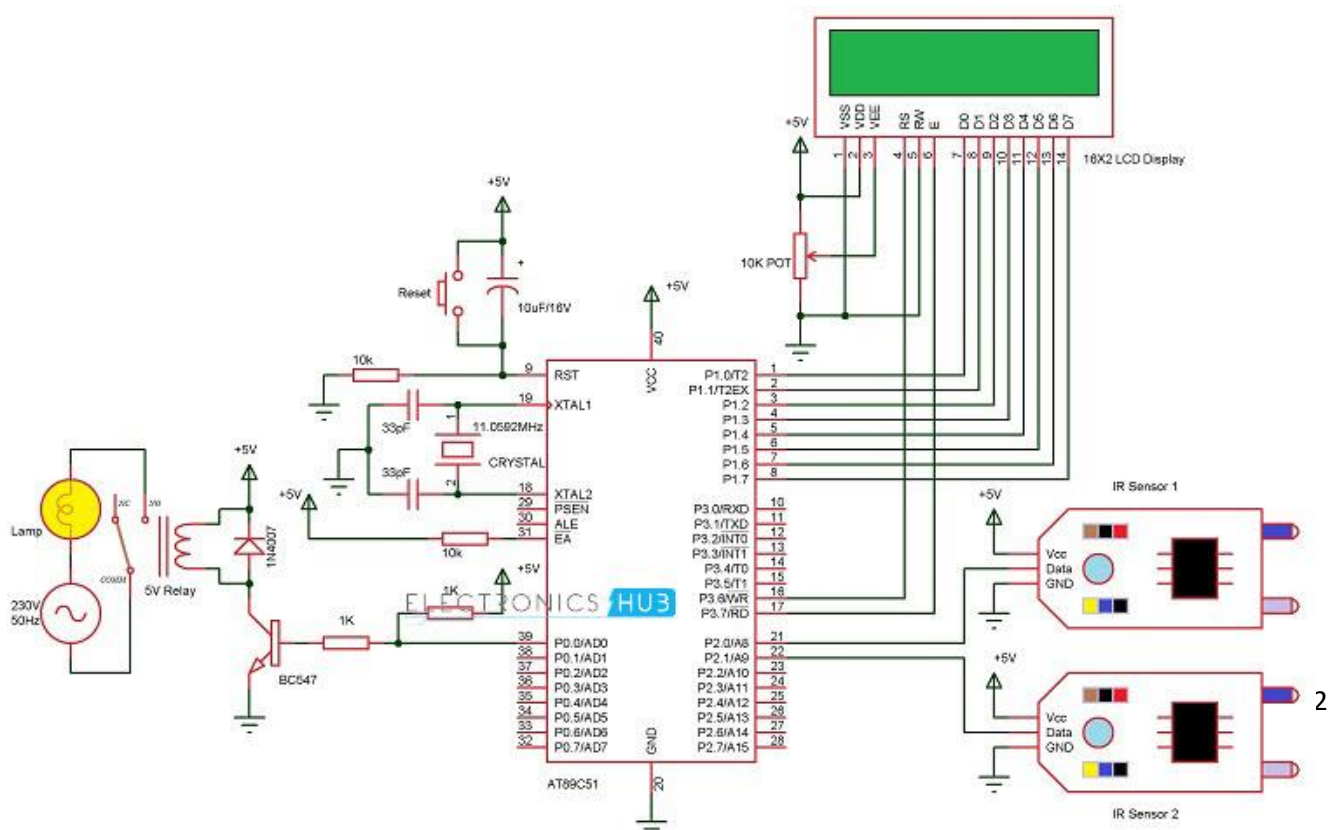 VSS
VDD
VEE
RS
RW
E
D0
D1
D2
D3
D4
D5
D6
D7
1
2
3
4
5
6
7
8
9
10
11
12
13
14
16X2 LCD Display
+5V
10K POT
+5V
Reset
+
10uF/16V
+5V
40
VCC
10k
9 RST
19 XTAL1
33pF
1
11.0592MHz
CRYSTAL
2
33pF
18 XTAL2
29 PSEN
30 ALE
31 EA
+5V
10k
P1.0/T2 1
P1.1/T2EX 2
P1.2 3
P1.3 4
P1.4 5
P1.5 6
P1.6 7
P1.7 8
P3.0/RXD 10
P3.1/TXD 11
P3.2/INT0 12
P3.3/INT1 13
P3.4/T0 14
P3.5/T1 15
P3.6/WR 16
P3.7/RD 17
P2.0/A8 21
P2.1/A9 22
P2.2/A10 23
P2.3/A11 24
P2.4/A12 25
P2.5/A13 26
P2.6/A14 27
P2.7/A15 28
39 P0.0/AD0
38 P0.1/AD1
37 P0.2/AD2
36 P0.3/AD3
35 P0.4/AD4
34 P0.5/AD5
33 P0.6/AD6
32 P0.7/AD7
GND
20
AT89C51
+5V
1K
ELECTRONICS HUB
1K
BC547
+5V
1N4007
5V Relay
NC
NO
COM1
Lamp
230V
50Hz
IR Sensor 1
+5V
Vcc
Data
GND
+5V
Vcc
Data
GND
2
IR Sensor 2